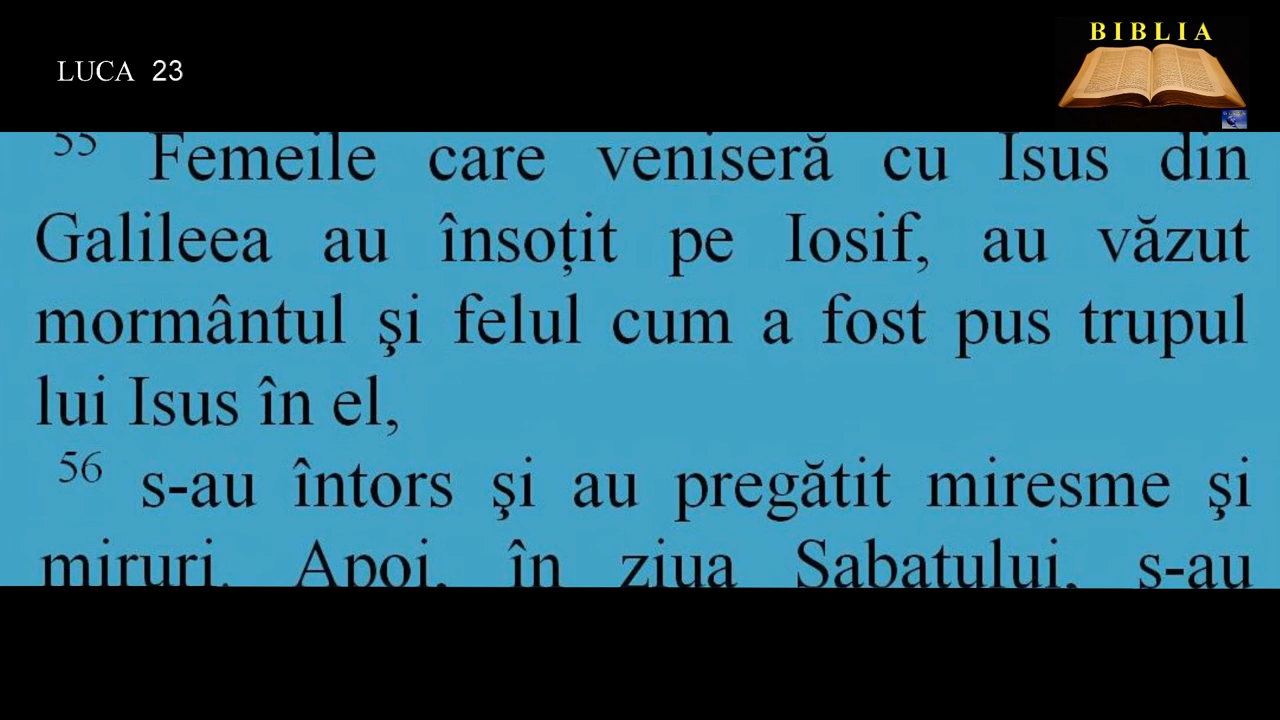 BIBLIA
LUCA 23
55 Femeile care veniseră cu Isus din
Galileea au însoțit pe Iosif, au văzut
mormântul şi felul cum a fost pus trupul
lui Isus în el,
56 s-au întors şi au pregătit miresme şi
miruri. Apoi, în ziua Sabatului, s-au